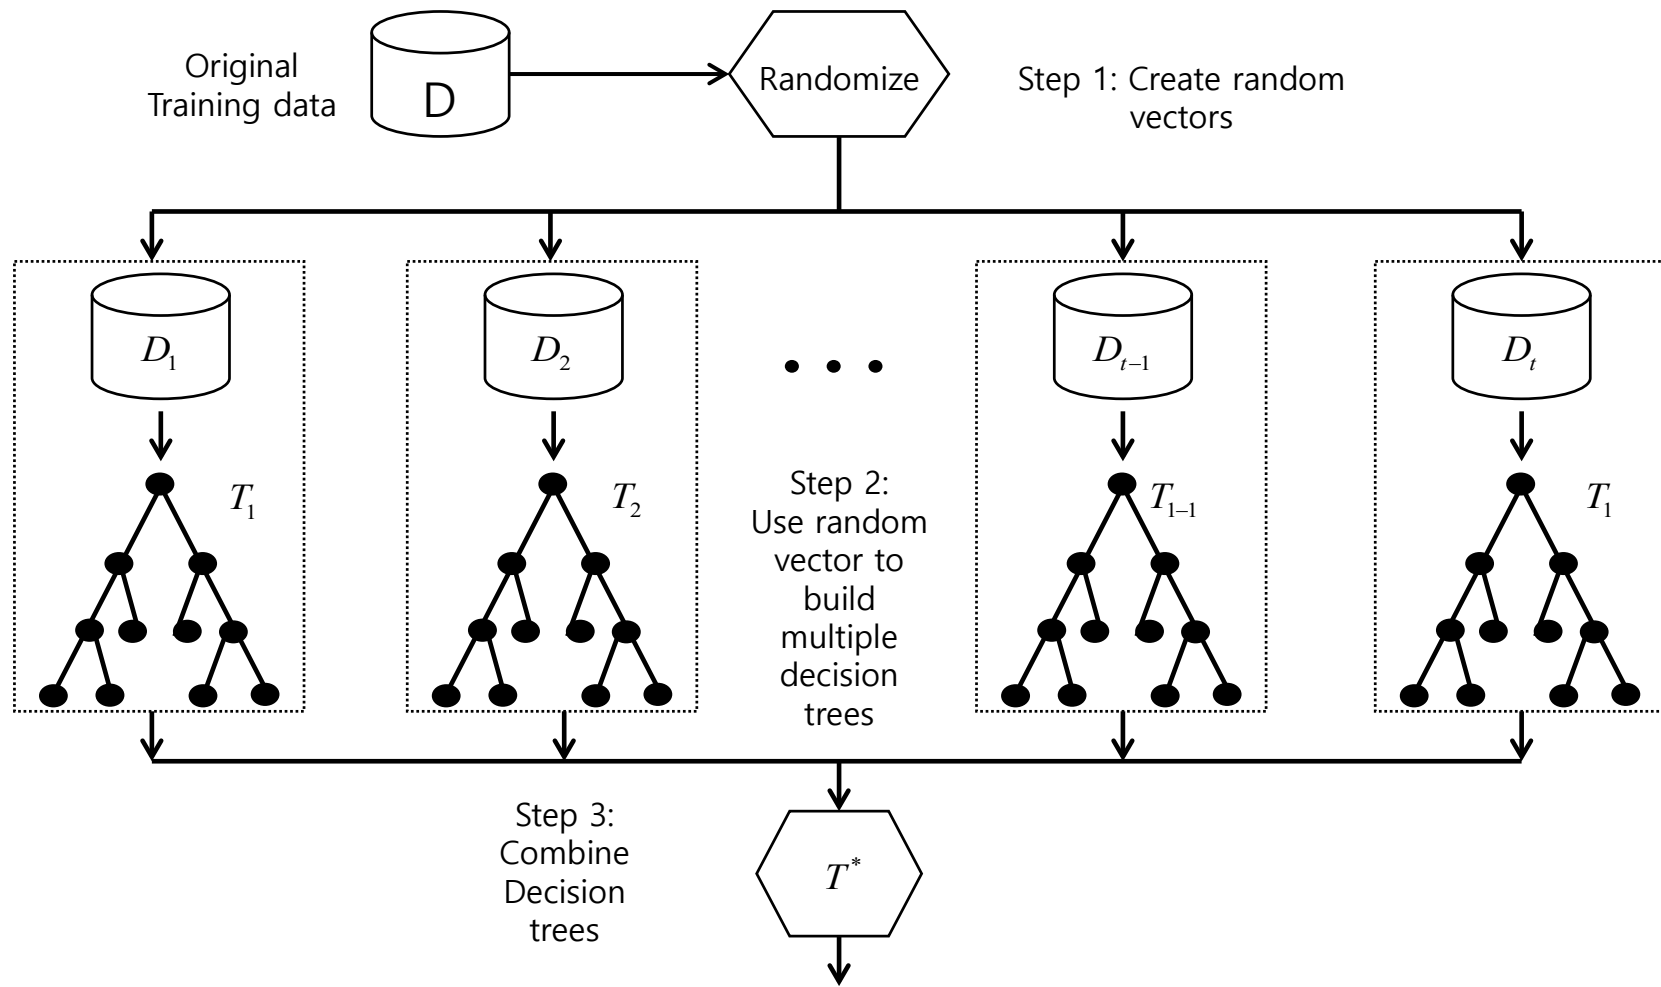 Original
Training data
D
Randomize
Step 1: Create random
vectors
D₁
D₂
• • •
Dₜ₋₁
Dₜ
T₁
T₂
T₁₋₁
T₁
Step 2:
Use random
vector to
build
multiple
decision
trees
Step 3:
Combine
Decision
trees
T*